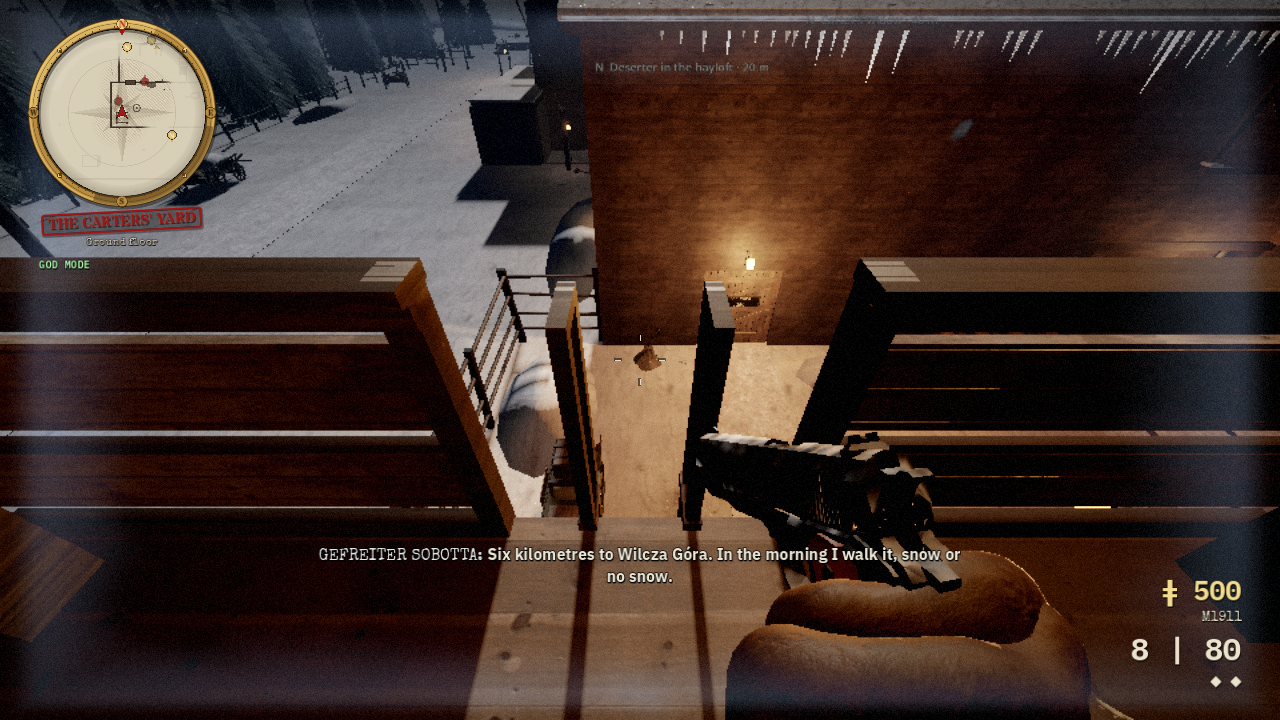 N
N Deserter in the hayloft · 20 m
THE CARTERS' YARD
Ground floor
GOD MODE
GEFREITER SOBOTTA: Six kilometres to Wilcza Góra. In the morning I walk it, snow or
no snow.
500
M1911
8 | 80